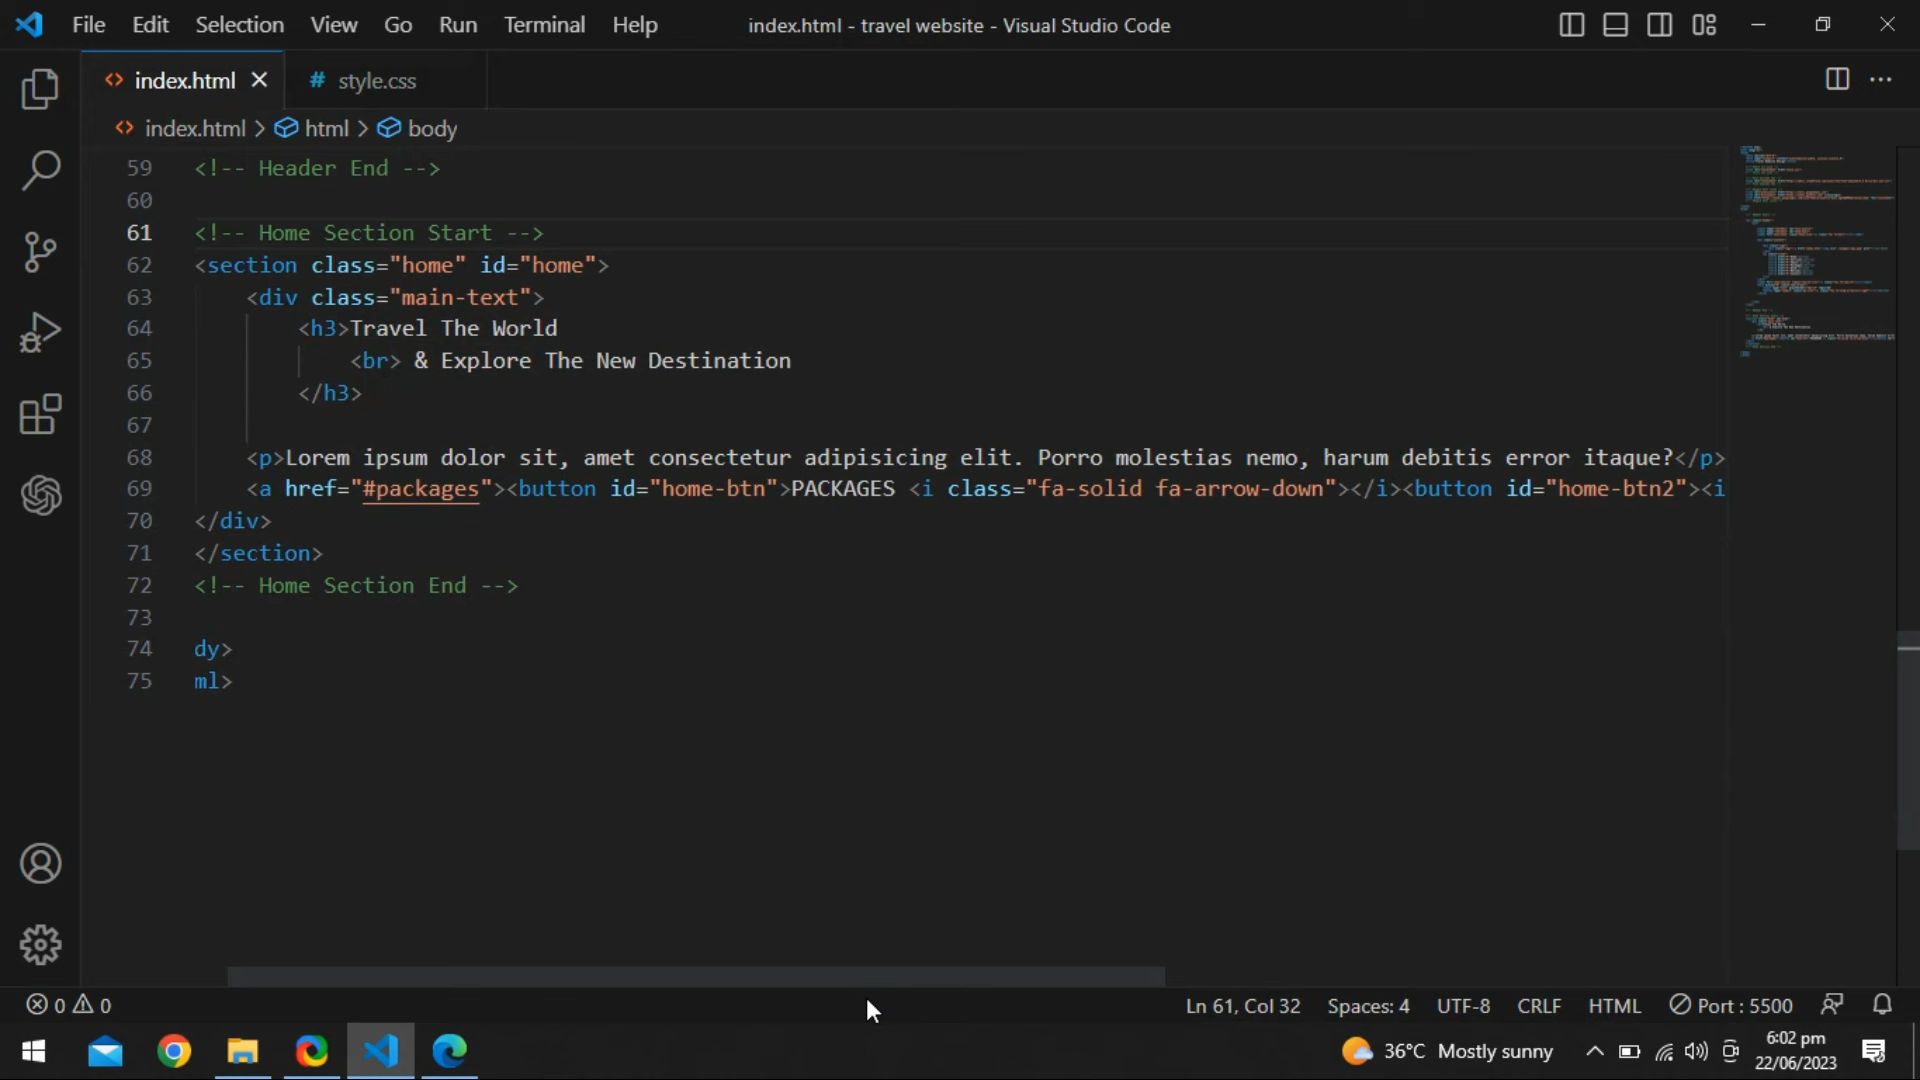 File Edit Selection View Go Run Terminal Help index.html - travel website - Visual Studio Code
<> index.html × # style.css
<> index.html > html > body
59 <!-- Header End -->
60
61 <!-- Home Section Start -->
62 <section class="home" id="home">
63 <div class="main-text">
64 <h3>Travel The World
65 <br> & Explore The New Destination
66 </h3>
67
68 <p>Lorem ipsum dolor sit, amet consectetur adipisicing elit. Porro molestias nemo, harum debitis error itaque?</p>
69 <a href="#packages"><button id="home-btn">PACKAGES <i class="fa-solid fa-arrow-down"></i><button id="home-btn2"><i
70 </div>
71 </section>
72 <!-- Home Section End -->
73
74 dy>
75 ml>
0 0 Ln 61, Col 32 Spaces: 4 UTF-8 CRLF HTML Port : 5500
36°C Mostly sunny 6:02 pm
22/06/2023